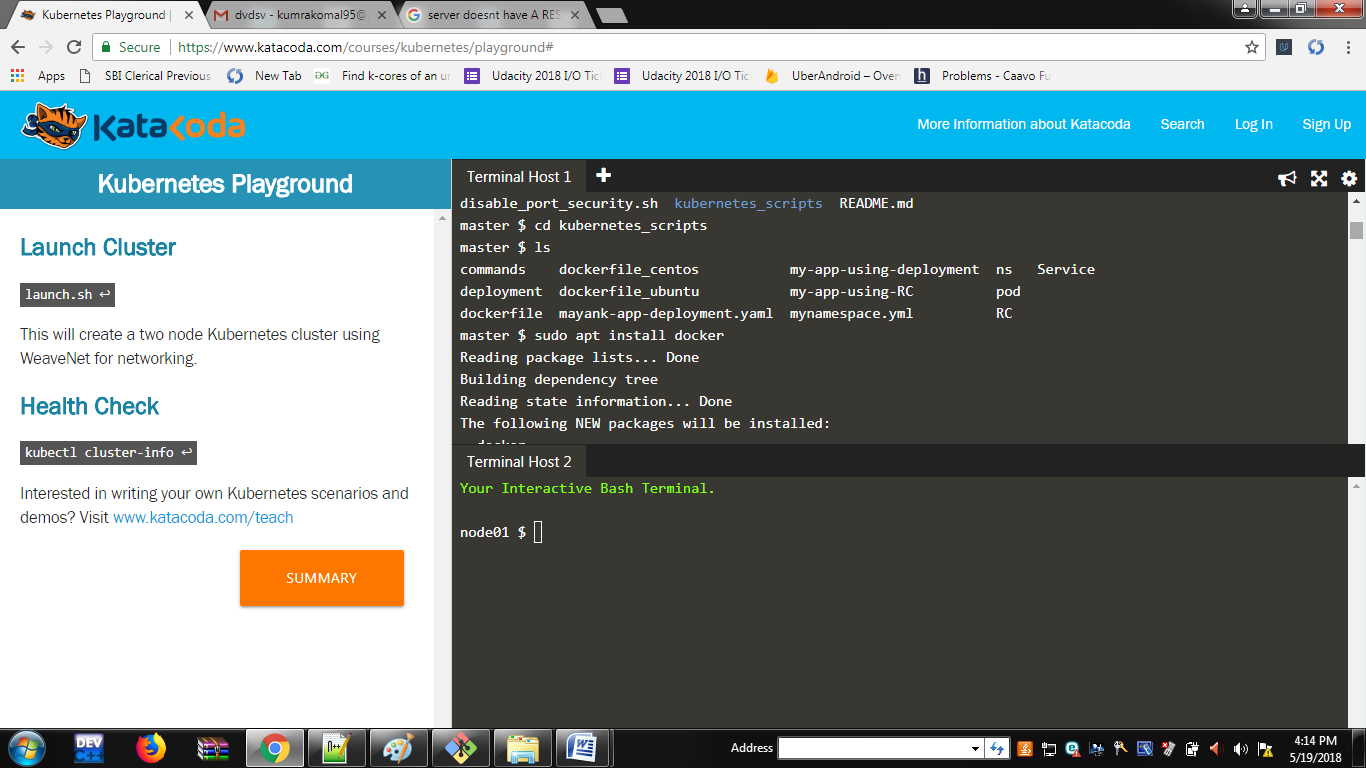 Kubernetes Playground |
dvdsv - kumrakomal95@
server doesnt have A RES
Secure
https://www.katacoda.com/courses/kubernetes/playground#
Apps
SBI Clerical Previous
New Tab
Find k-cores of an un
Udacity 2018 I/O Tic
Udacity 2018 I/O Tic
UberAndroid – Over
Problems - Caavo Fu
KataKoda
More Information about Katacoda
Search
Log In
Sign Up
Kubernetes Playground
Launch Cluster
launch.sh ↩
This will create a two node Kubernetes cluster using
WeaveNet for networking.
Health Check
kubectl cluster-info ↩
Interested in writing your own Kubernetes scenarios and
demos? Visit www.katacoda.com/teach
SUMMARY
Terminal Host 1
disable_port_security.sh kubernetes_scripts README.md
master $ cd kubernetes_scripts
master $ ls
commands dockerfile_centos my-app-using-deployment ns Service
deployment dockerfile_ubuntu my-app-using-RC pod
dockerfile mayank-app-deployment.yaml mynamespace.yml RC
master $ sudo apt install docker
Reading package lists... Done
Building dependency tree
Reading state information... Done
The following NEW packages will be installed:
docker
Terminal Host 2
Your Interactive Bash Terminal.
node01 $
DEV C++
Address
4:14 PM
5/19/2018